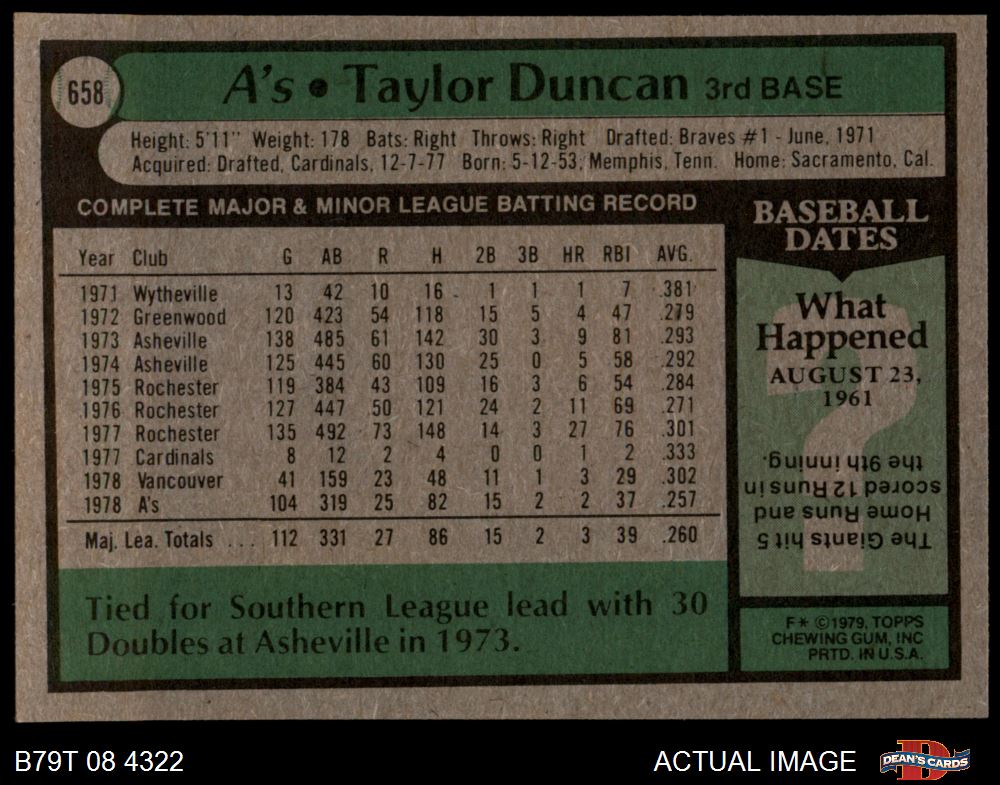 658
A's • Taylor Duncan 3rd BASE
Height: 5'11" Weight: 178 Bats: Right Throws: Right Drafted: Braves #1 - June, 1971
Acquired: Drafted, Cardinals, 12-7-77 Born: 5-12-53, Memphis, Tenn. Home: Sacramento, Cal.
COMPLETE MAJOR & MINOR LEAGUE BATTING RECORD
Year Club G AB R H 2B 3B HR RBI AVG.
1971 Wytheville 13 42 10 16 1 1 1 7 .381
1972 Greenwood 120 423 54 118 15 5 4 47 .279
1973 Asheville 138 485 61 142 30 3 9 81 .293
1974 Asheville 125 445 60 130 25 0 5 58 .292
1975 Rochester 119 384 43 109 16 3 6 54 .284
1976 Rochester 127 447 50 121 24 2 11 69 .271
1977 Rochester 135 492 73 148 14 3 27 76 .301
1977 Cardinals 8 12 2 4 0 0 1 2 .333
1978 Vancouver 41 159 23 48 11 1 3 29 .302
1978 A's 104 319 25 82 15 2 2 37 .257
Maj. Lea. Totals ... 112 331 27 86 15 2 3 39 .260
Tied for Southern League lead with 30
Doubles at Asheville in 1973.
BASEBALL
DATES
What
Happened
AUGUST 23,
1961
?
The Giants hit 5
Home Runs and
scored 12 Runs in
the 9th inning.
F* ©1979, TOPPS
CHEWING GUM, INC
PRTD. IN U.S.A.
B79T 08 4322
ACTUAL IMAGE
D
DEAN'S CARDS